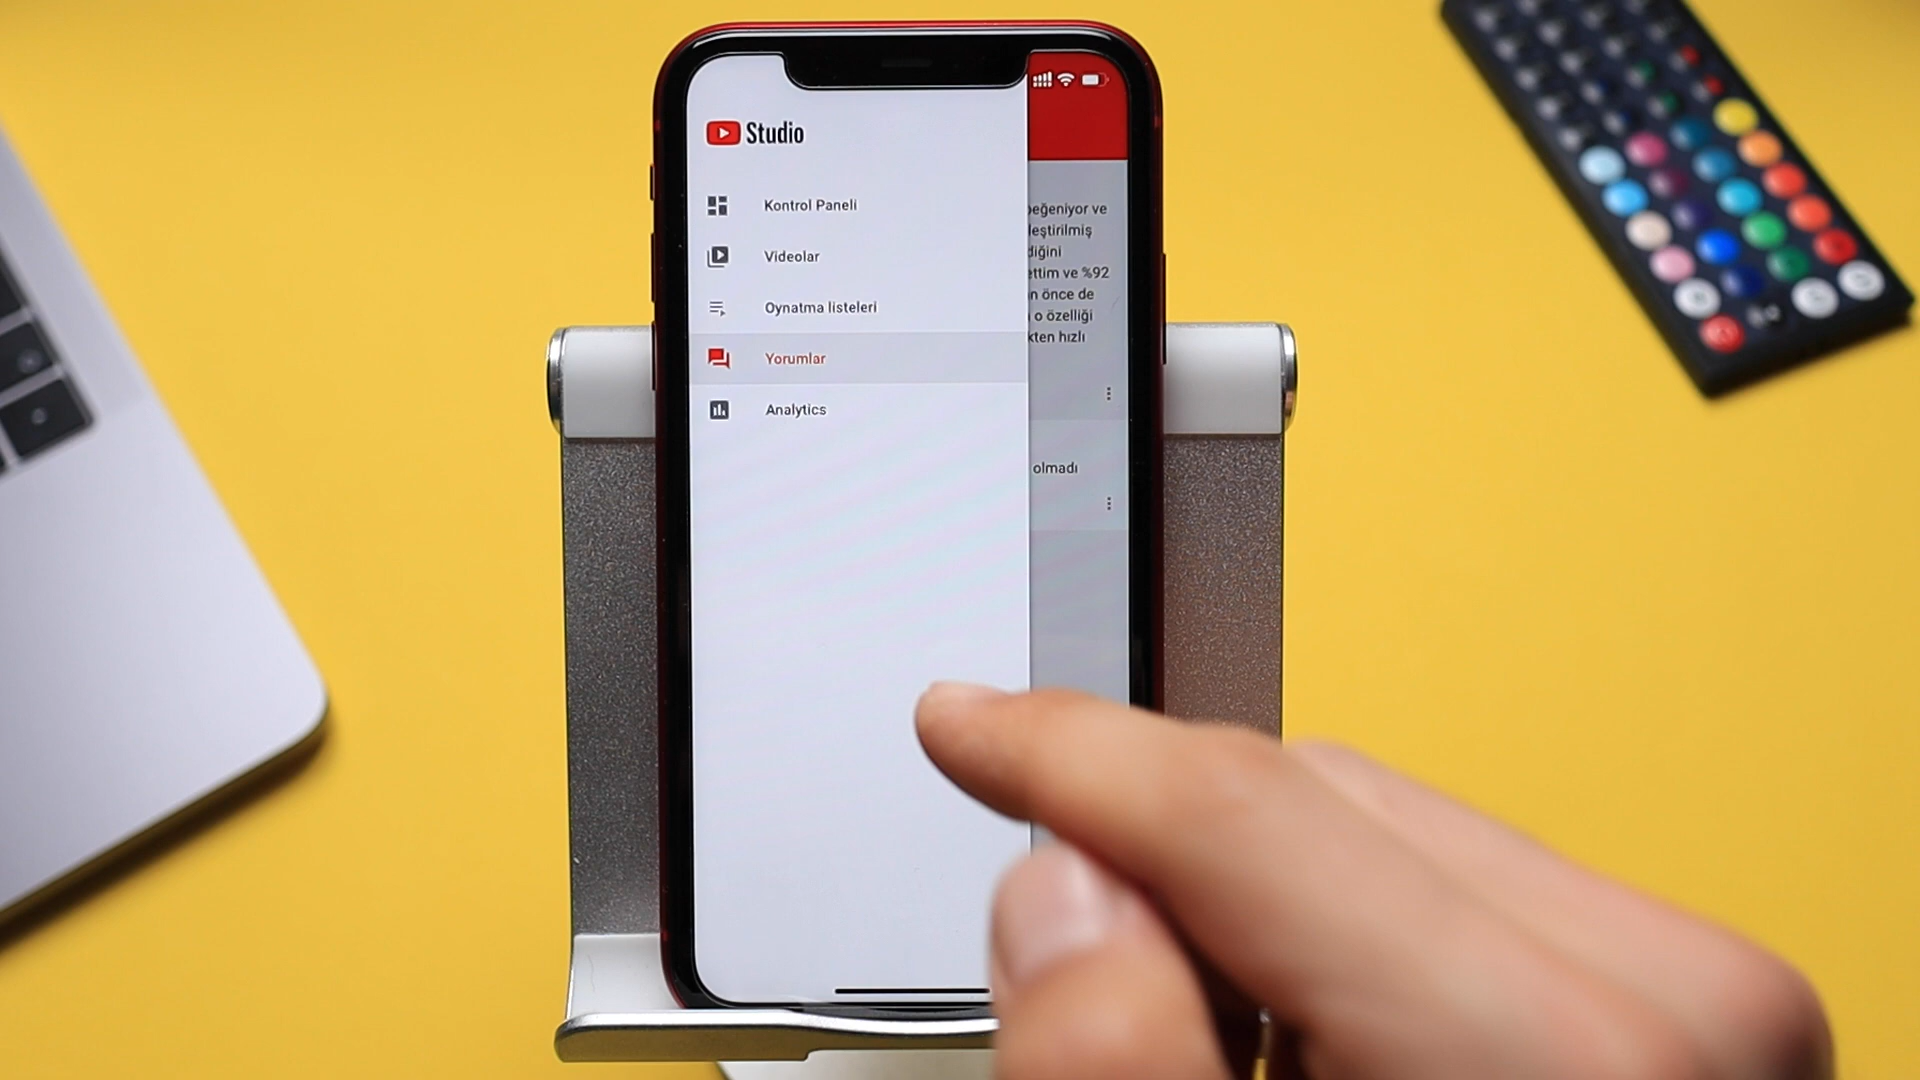 Studio
Kontrol Paneli
Videolar
Oynatma listeleri
Yorumlar
Analytics
beğeniyor ve
leştirilmiş
diğini
ettim ve %92
n önce de
o özelliği
kten hızlı
olmadı